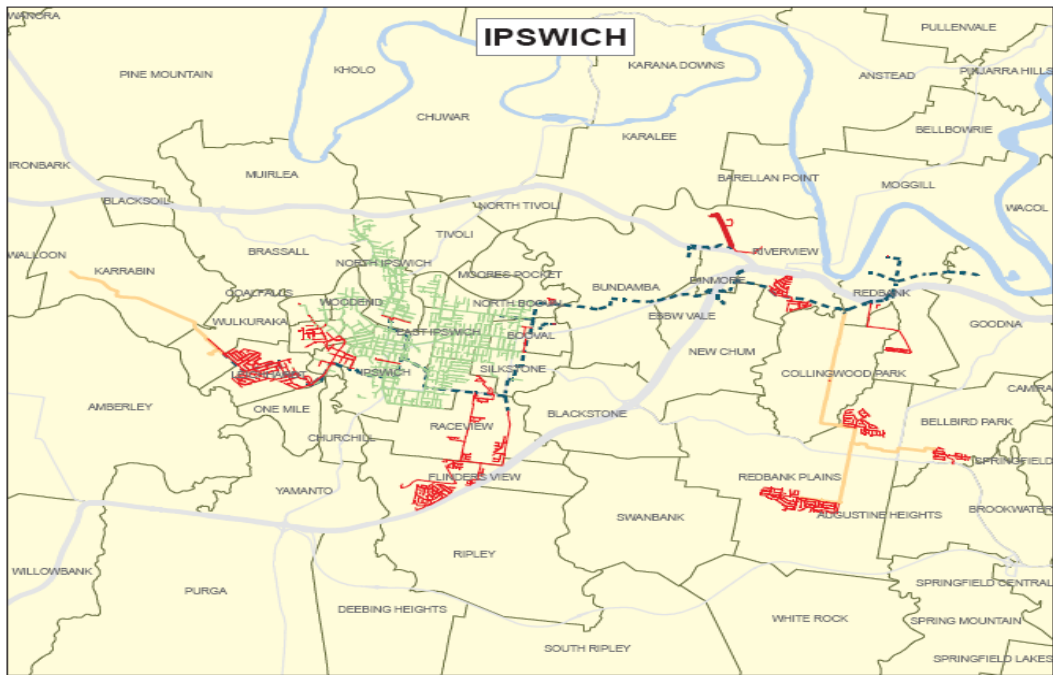 WANORA
IPSWICH
PULLENVALE
PINE MOUNTAIN
KHOLO
KARANA DOWNS
ANSTEAD
PINJARRA HILLS
CHUWAR
KARALEE
BELLBOWRIE
IRONBARK
MUIRLEA
BARELLAN POINT
MOGGILL
BLACKSOIL
NORTH TIVOLI
WACOL
TIVOLI
WALLOON
BRASSALL
RIVERVIEW
KARRABIN
NORTH IPSWICH
MOORES POCKET
DINMORE
BUNDAMBA
REDBANK
COALFALLS
WOODEND
NORTH BOOVAL
EBBW VALE
WULKURAKA
EAST IPSWICH
BOOVAL
GOODNA
NEW CHUM
IPSWICH
SILKSTONE
COLLINGWOOD PARK
CAMIRA
AMBERLEY
ONE MILE
BLACKSTONE
BELLBIRD PARK
RACEVIEW
CHURCHILL
SPRINGFIELD
FLINDERS VIEW
REDBANK PLAINS
YAMANTO
BROOKWATER
SWANBANK
AUGUSTINE HEIGHTS
RIPLEY
WILLOWBANK
PURGA
SPRINGFIELD CENTRAL
DEEBING HEIGHTS
WHITE ROCK
SPRING MOUNTAIN
SOUTH RIPLEY
SPRINGFIELD LAKES